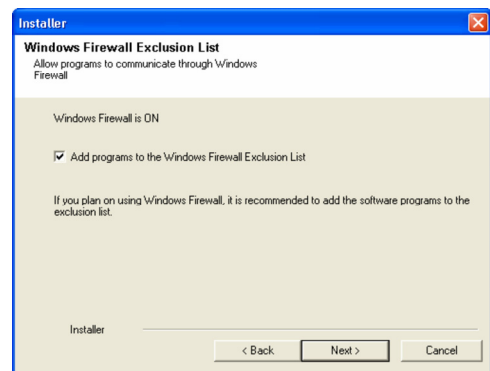 Installer
Windows Firewall Exclusion List
Allow programs to communicate through Windows
Firewall
Windows Firewall is ON
Add programs to the Windows Firewall Exclusion List
If you plan on using Windows Firewall, it is recommended to add the software programs to the
exclusion list.
Installer
< Back Next > Cancel